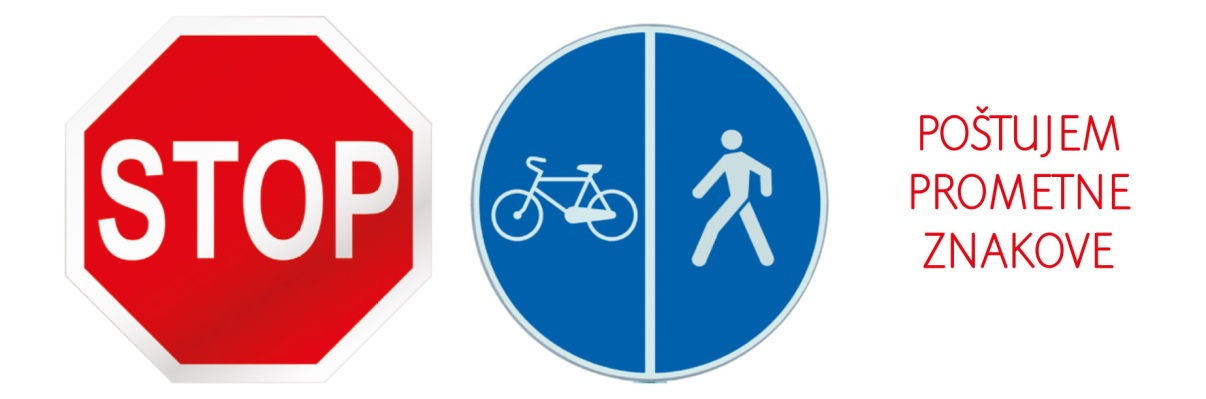 STOP
POŠTUJEM
PROMETNE
ZNAKOVE